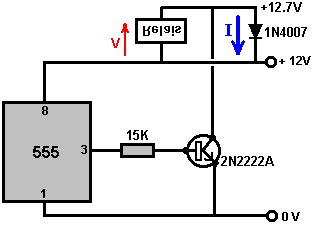 +12.7V
Relais
1N4007
I
V
+ 12V
8
15K
555
3
2N2222A
1
0 V